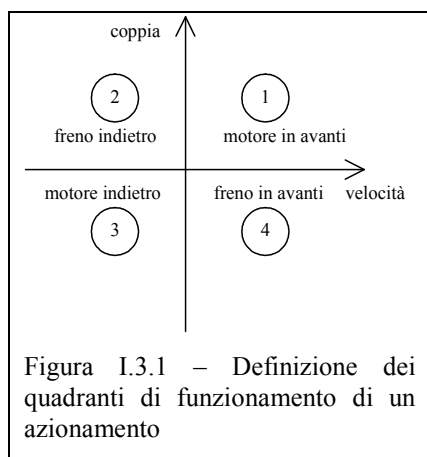 coppia
2 1
freno indietro motore in avanti
motore indietro freno in avanti velocità
3 4
Figura I.3.1 – Definizione dei
quadranti di funzionamento di un
azionamento